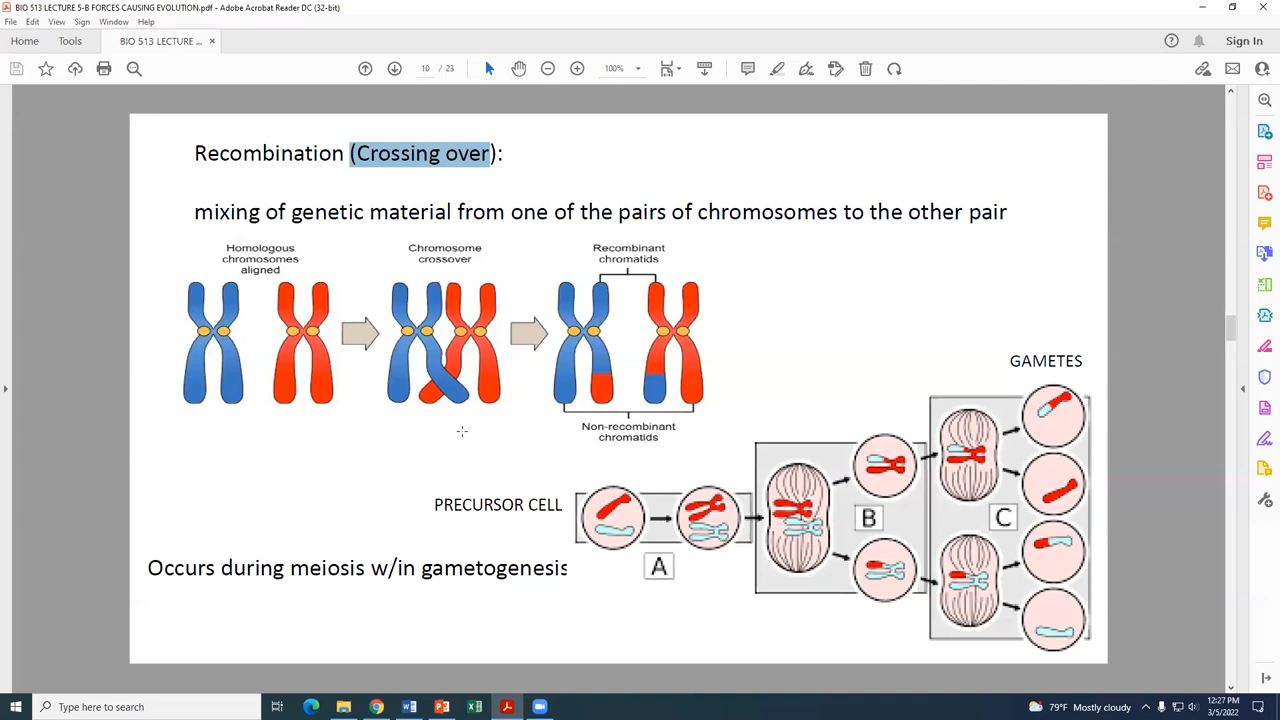 BIO 513 LECTURE 5-B FORCES CAUSING EVOLUTION.pdf - Adobe Acrobat Reader DC (32-bit)
File Edit View Sign Window Help
Home Tools BIO 513 LECTURE ... × Sign In
10 / 23 100%
Recombination (Crossing over):
mixing of genetic material from one of the pairs of chromosomes to the other pair
Homologous
chromosomes
aligned
Chromosome
crossover
Recombinant
chromatids
Non-recombinant
chromatids
GAMETES
PRECURSOR CELL
A
B
C
Occurs during meiosis w/in gametogenesis
Type here to search
79°F Mostly cloudy
12:27 PM
3/5/2022